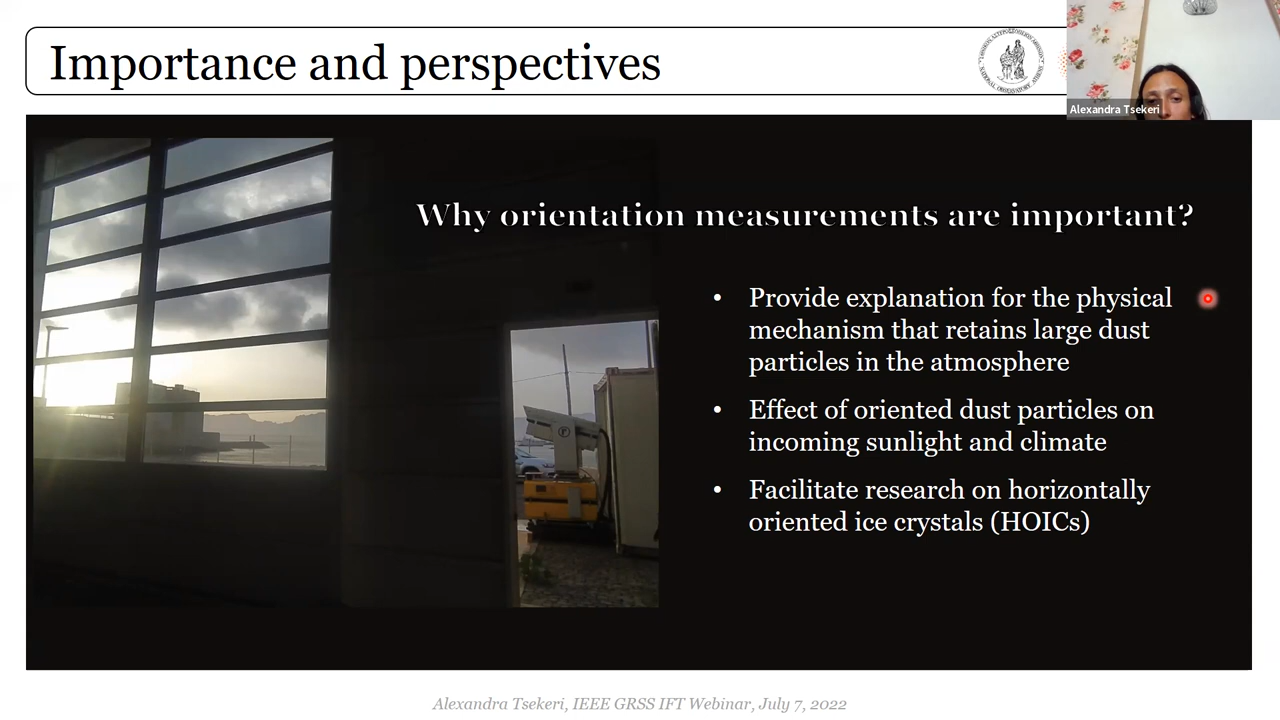 Importance and perspectives
Alexandra Tsekeri
Why orientation measurements are important?
• Provide explanation for the physical
mechanism that retains large dust
particles in the atmosphere
• Effect of oriented dust particles on
incoming sunlight and climate
• Facilitate research on horizontally
oriented ice crystals (HOICs)
Alexandra Tsekeri, IEEE GRSS IFT Webinar, July 7, 2022